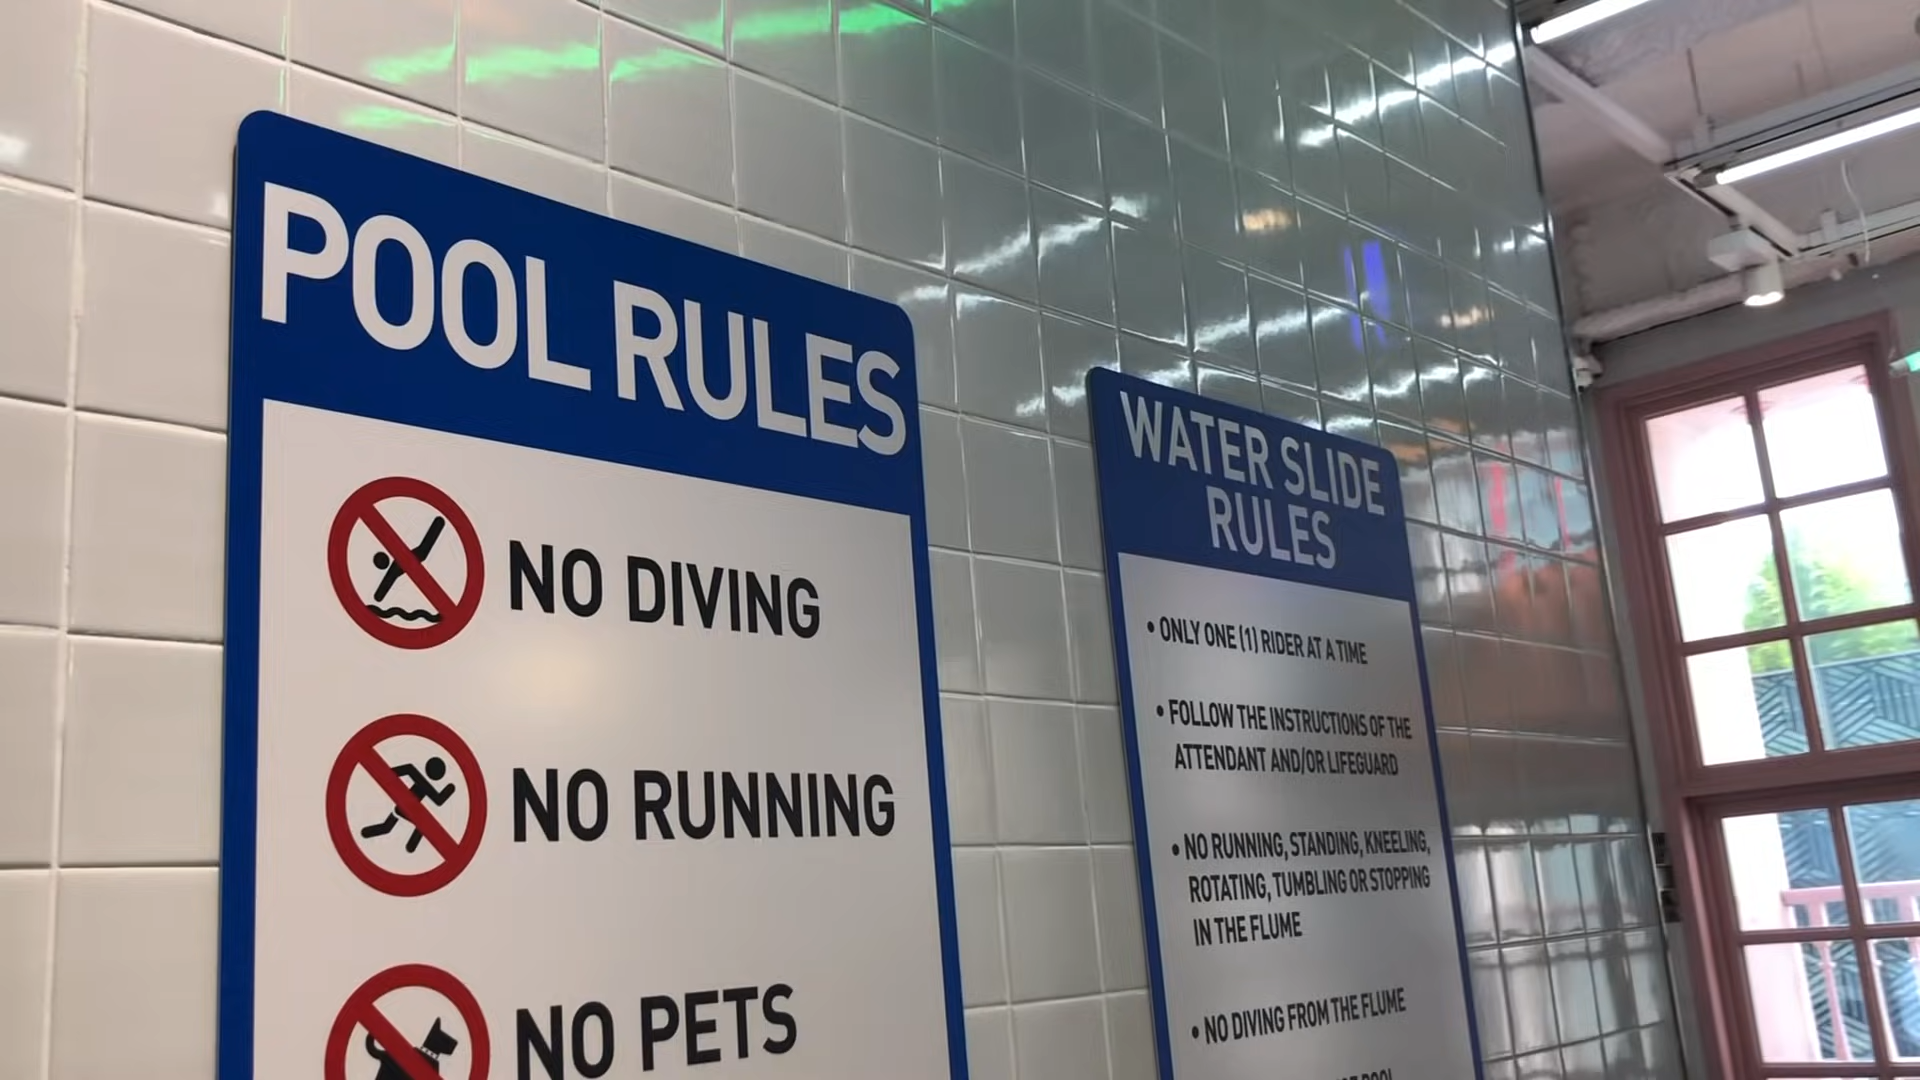 POOL RULES
NO DIVING
NO RUNNING
NO PETS
WATER SLIDE
RULES
• ONLY ONE (1) RIDER AT A TIME
• FOLLOW THE INSTRUCTIONS OF THE
ATTENDANT AND/OR LIFEGUARD
• NO RUNNING, STANDING, KNEELING,
ROTATING, TUMBLING OR STOPPING
IN THE FLUME
• NO DIVING FROM THE FLUME
POOL